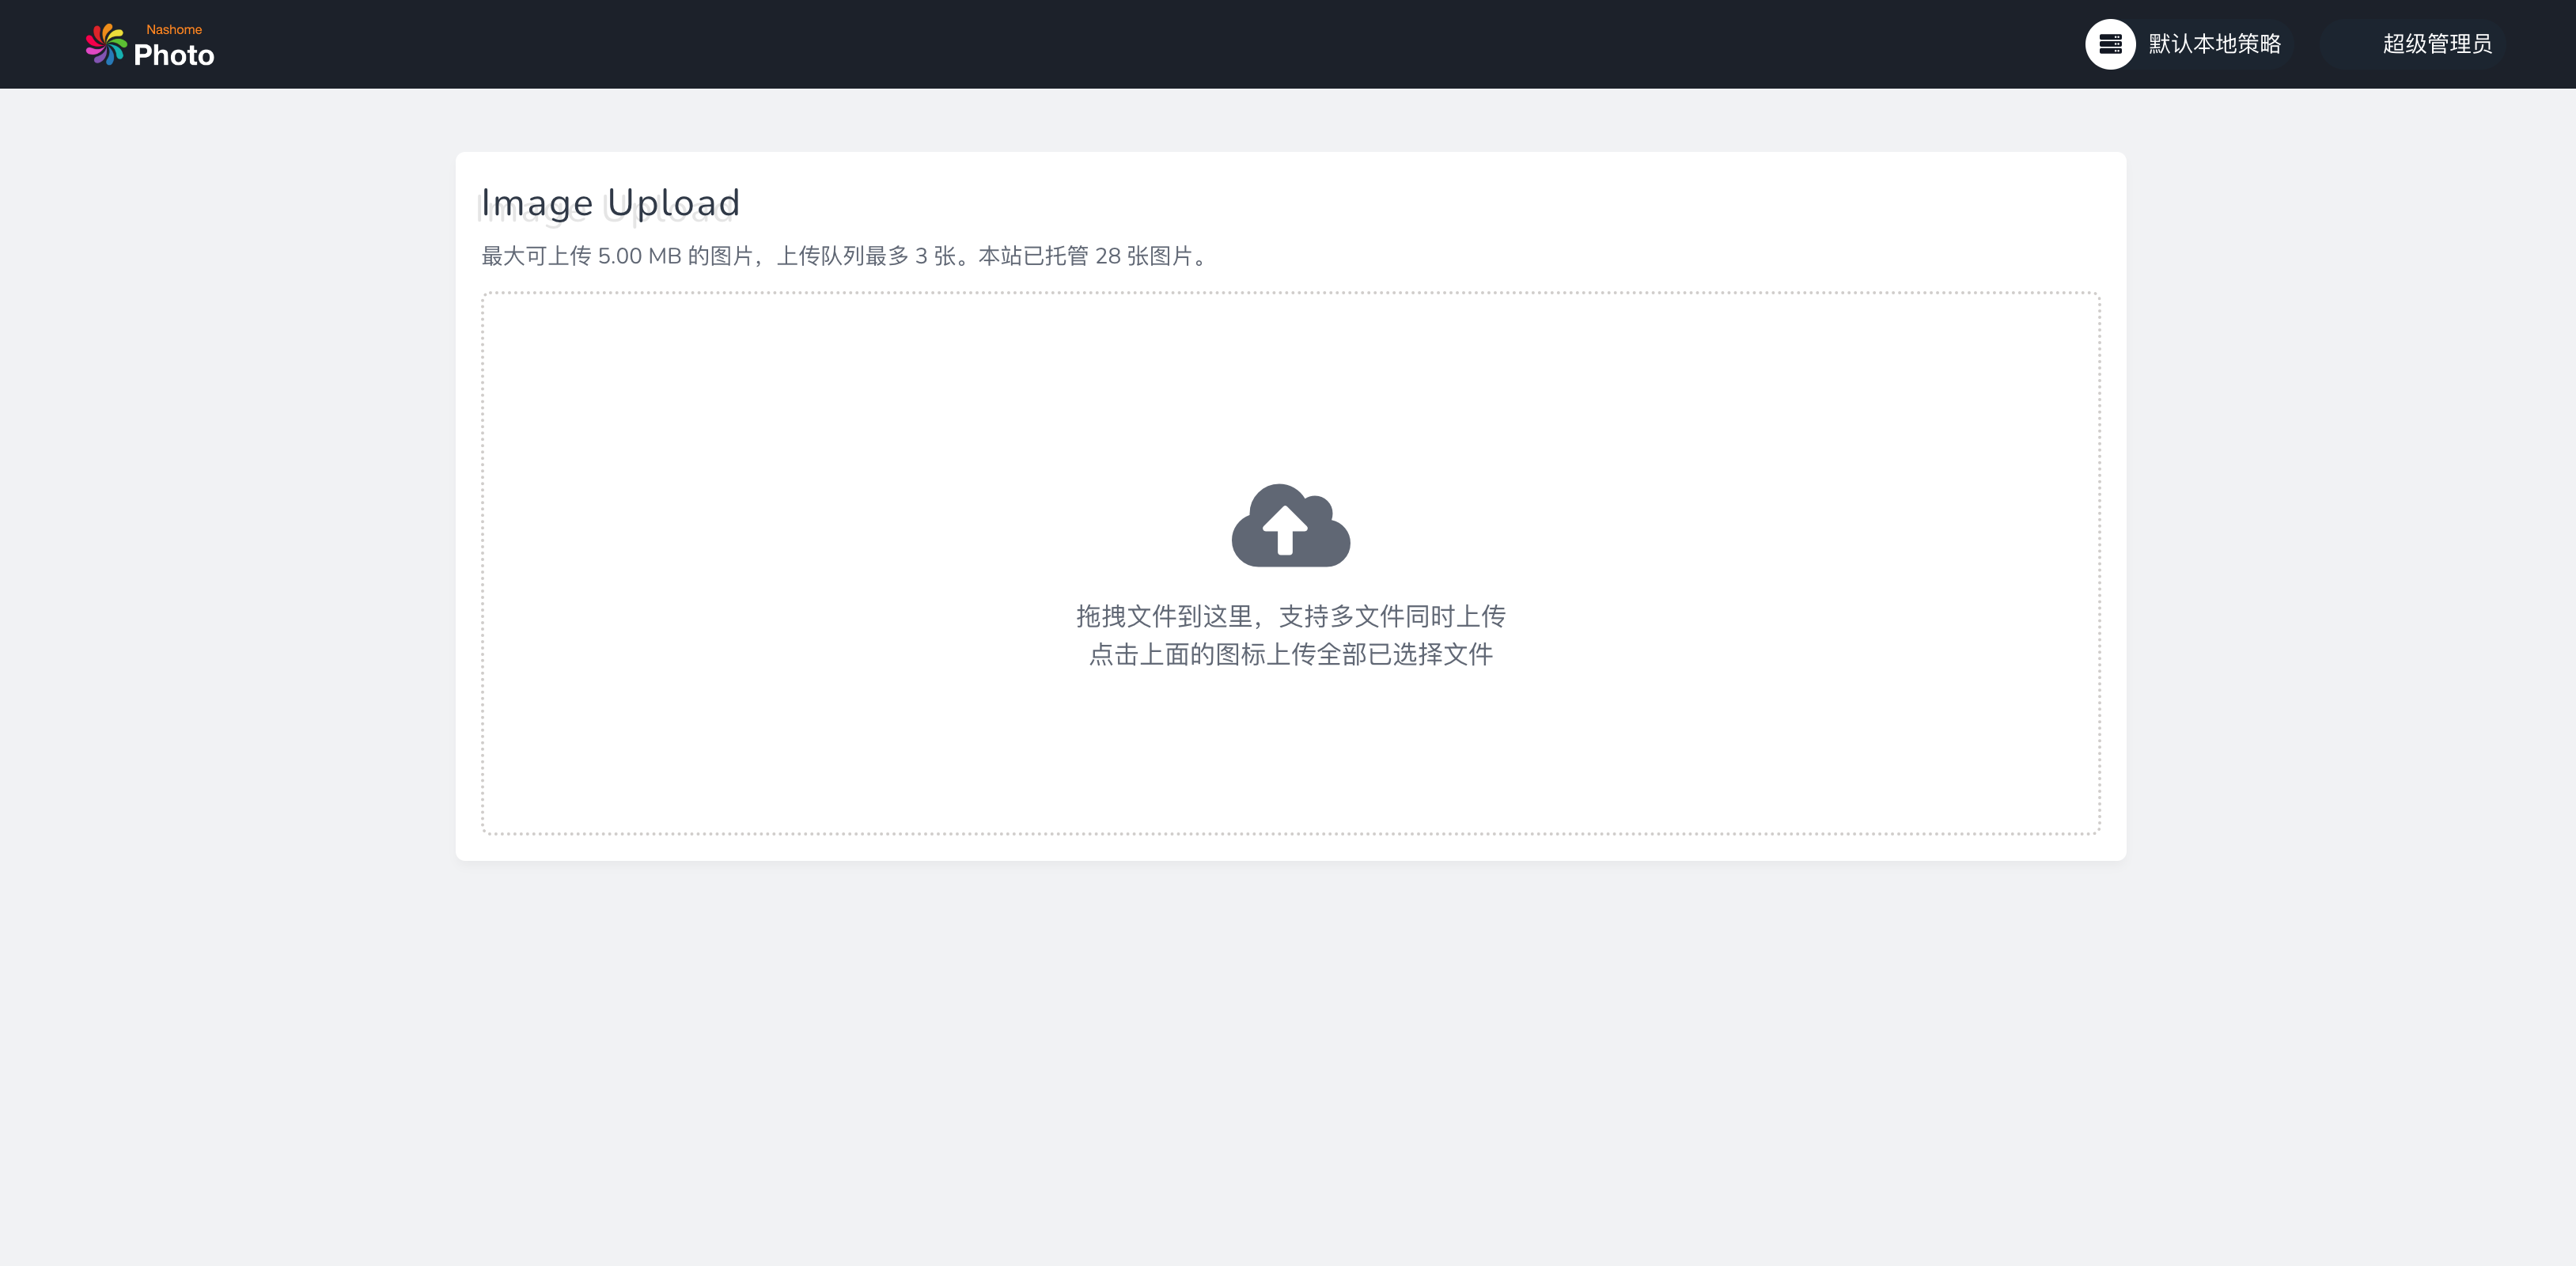 Nashome
Photo
默认本地策略
超级管理员
Image Upload
最大可上传 5.00 MB 的图片，上传队列最多 3 张。本站已托管 28 张图片。
拖拽文件到这里，支持多文件同时上传
点击上面的图标上传全部已选择文件